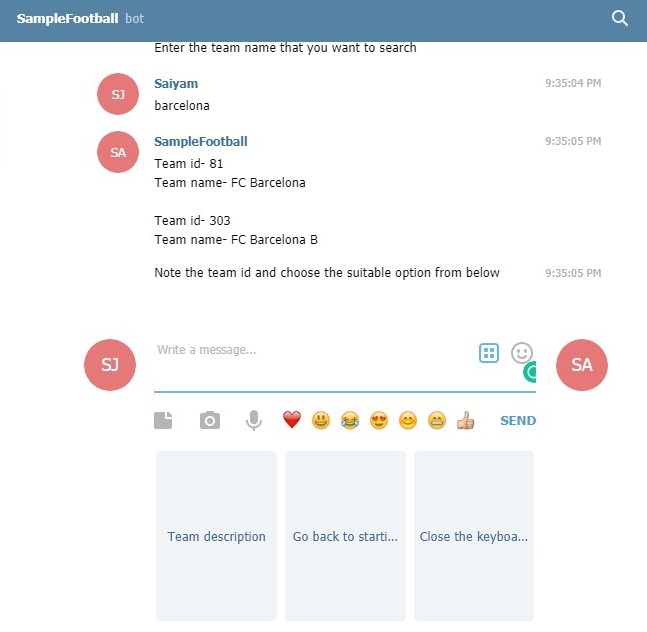 SampleFootball bot
Enter the team name that you want to search
SJ
Saiyam 9:35:04 PM
barcelona
SA
SampleFootball 9:35:05 PM
Team id- 81
Team name- FC Barcelona
Team id- 303
Team name- FC Barcelona B
Note the team id and choose the suitable option from below 9:35:05 PM
SJ
Write a message...
SA
SEND
Team description
Go back to starti...
Close the keyboa...